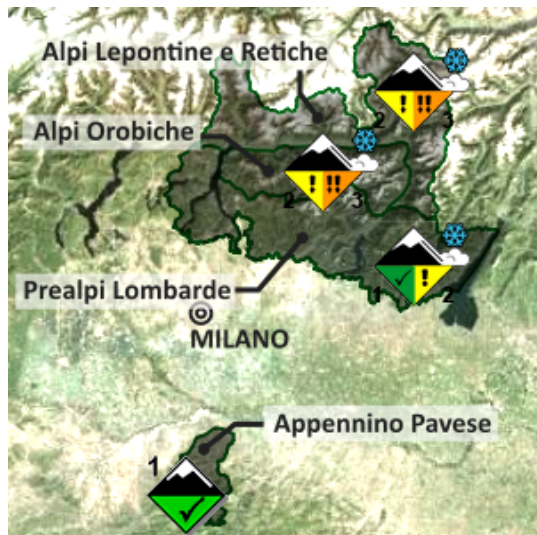 Alpi Lepontine e Retiche
! !!
2 3
Alpi Orobiche
! !!
2 3
!
1 2
Prealpi Lombarde
MILANO
Appennino Pavese
1